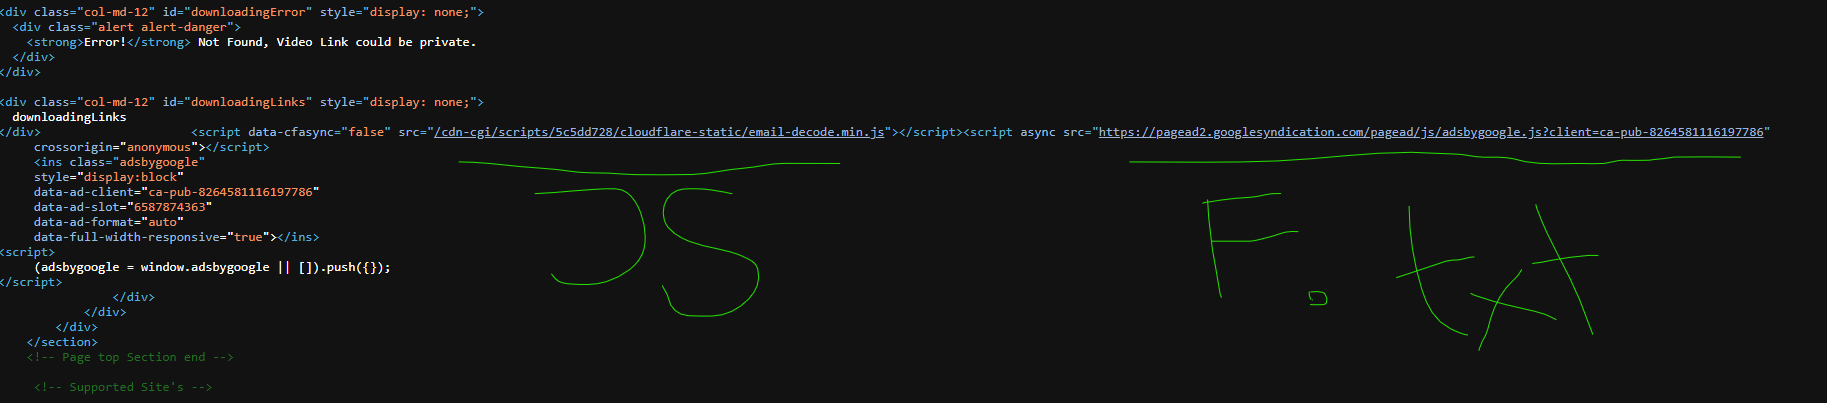 <div class="col-md-12" id="downloadingError" style="display: none;">
<div class="alert alert-danger">
<strong>Error!</strong> Not Found, Video Link could be private.
</div>
</div>
<div class="col-md-12" id="downloadingLinks" style="display: none;">
downloadingLinks
</div> <script data-cfasync="false" src="/cdn-cgi/scripts/5c5dd728/cloudflare-static/email-decode.min.js"></script><script async src="https://pagead2.googlesyndication.com/pagead/js/adsbygoogle.js?client=ca-pub-8264581116197786"
crossorigin="anonymous"></script>
<ins class="adsbygoogle"
style="display:block"
data-ad-client="ca-pub-8264581116197786"
data-ad-slot="6587874363"
data-ad-format="auto"
data-full-width-responsive="true"></ins>
<script>
(adsbygoogle = window.adsbygoogle || []).push({});
</script>
</div>
</div>
</div>
</section>
<!-- Page top Section end -->
<!-- Supported Site's -->
JS
F.txt